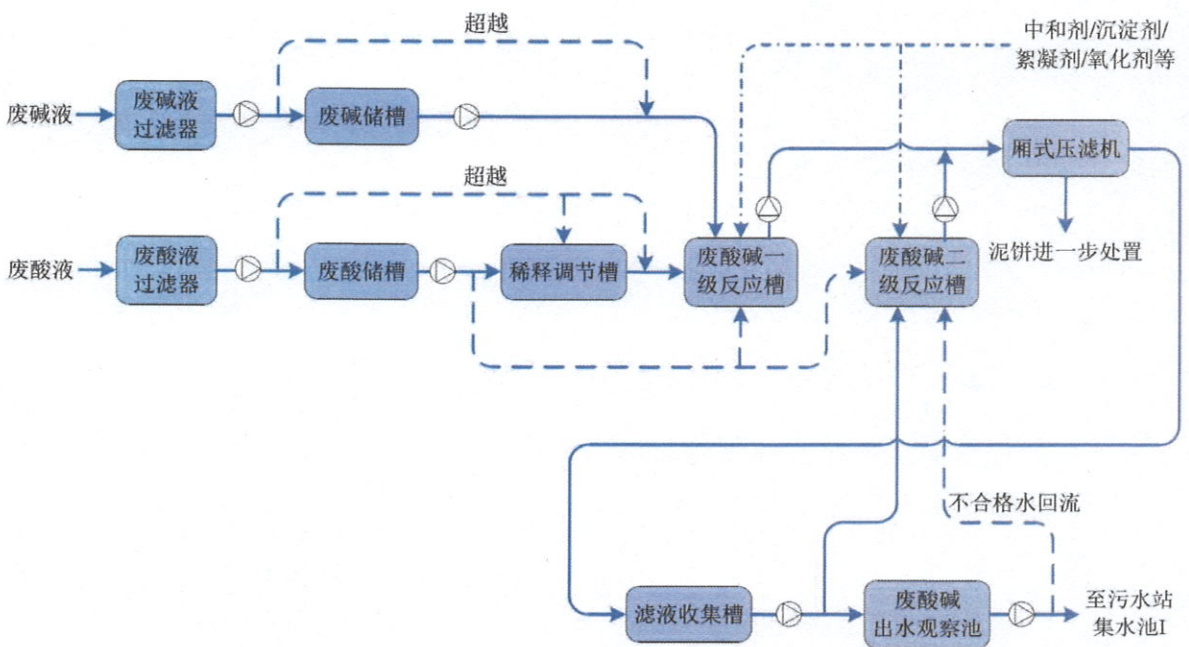 超越
中和剂/沉淀剂/
絮凝剂/氧化剂等
废碱液
废碱液
过滤器
废碱储槽
厢式压滤机
超越
泥饼进一步处置
废酸液
废酸液
过滤器
废酸储槽
稀释调节槽
废酸碱一
级反应槽
废酸碱二
级反应槽
不合格水回流
滤液收集槽
废酸碱
出水观察池
至污水站
集水池I